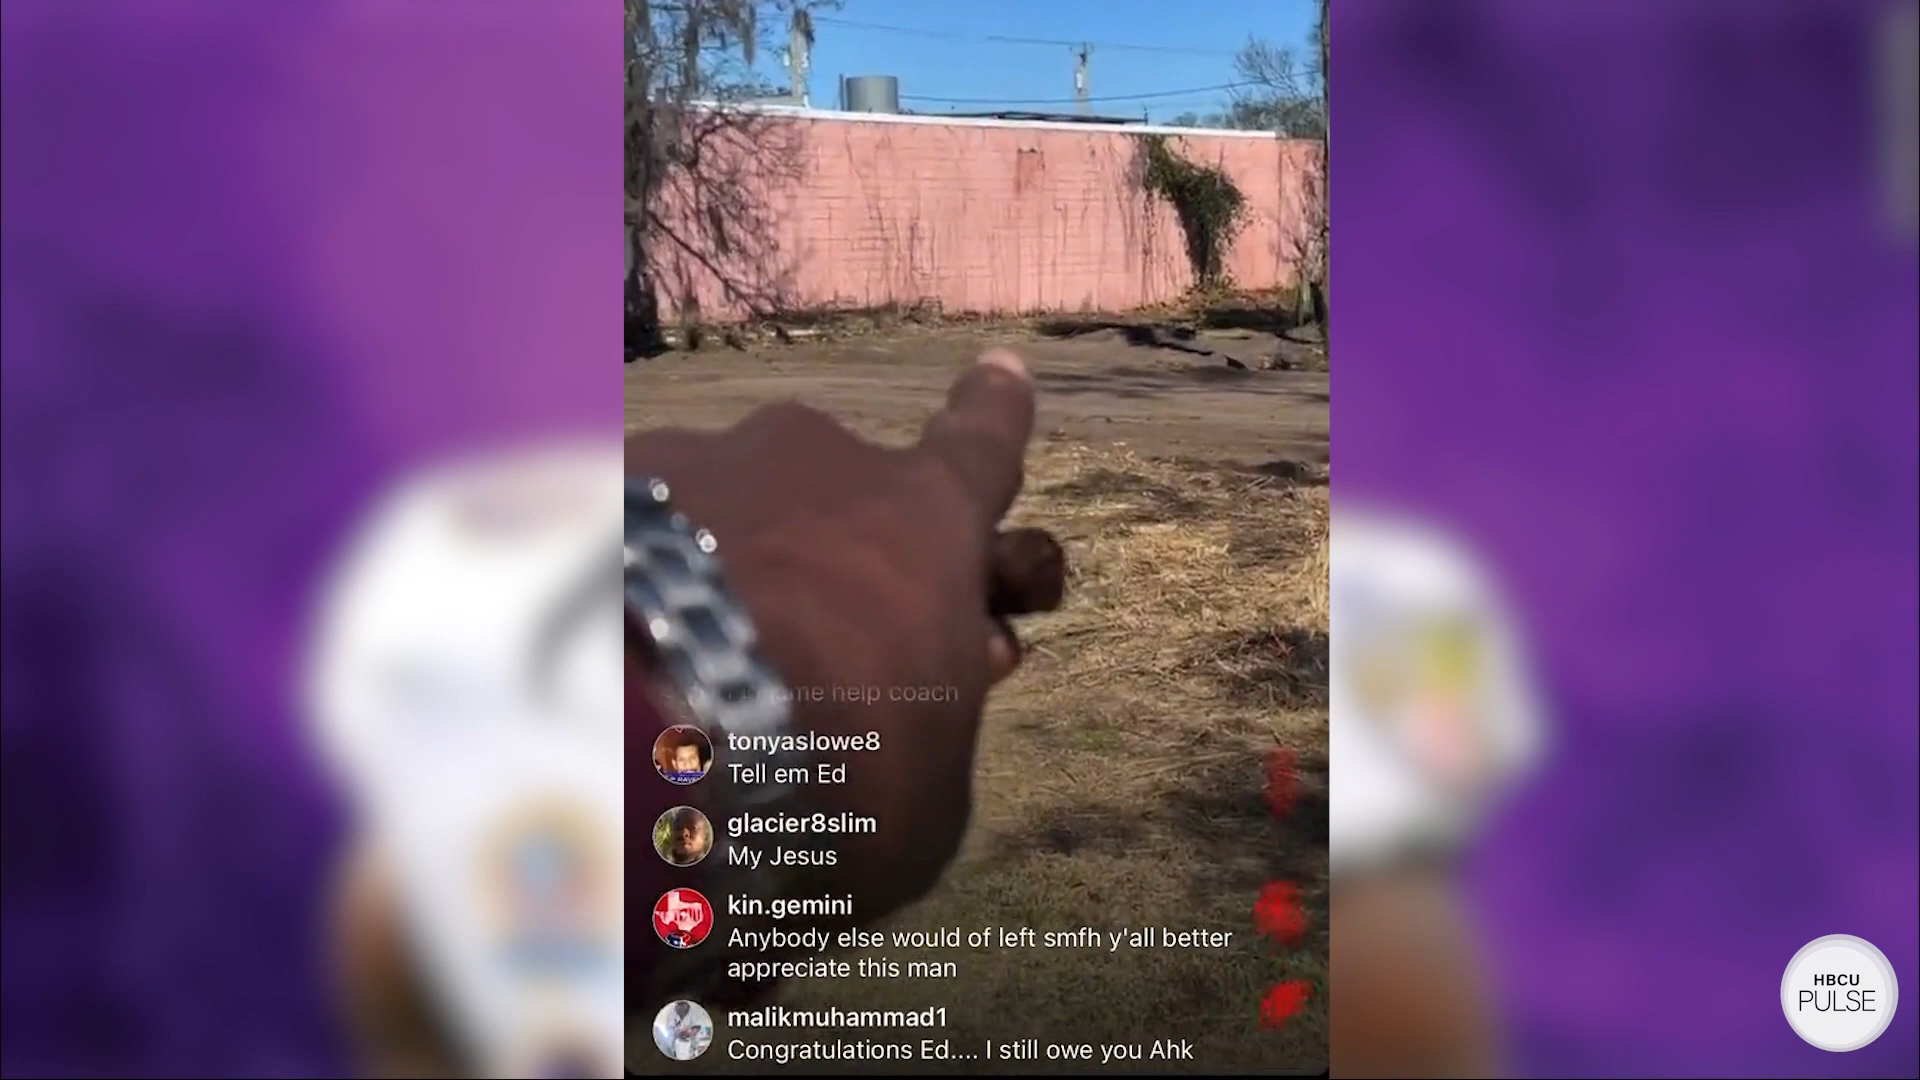 help coach
tonyaslowe8
Tell em Ed
glacier8slim
My Jesus
kin.gemini
Anybody else would of left smfh y'all better
appreciate this man
malikmuhammad1
Congratulations Ed.... I still owe you Ahk
HBCU
PULSE